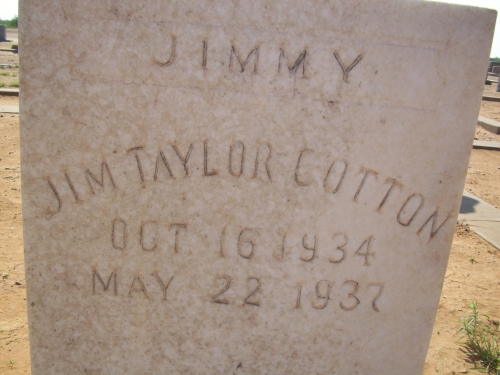 JIMMY
JIM TAYLOR COTTON
OCT 16 1934
MAY 22 1937